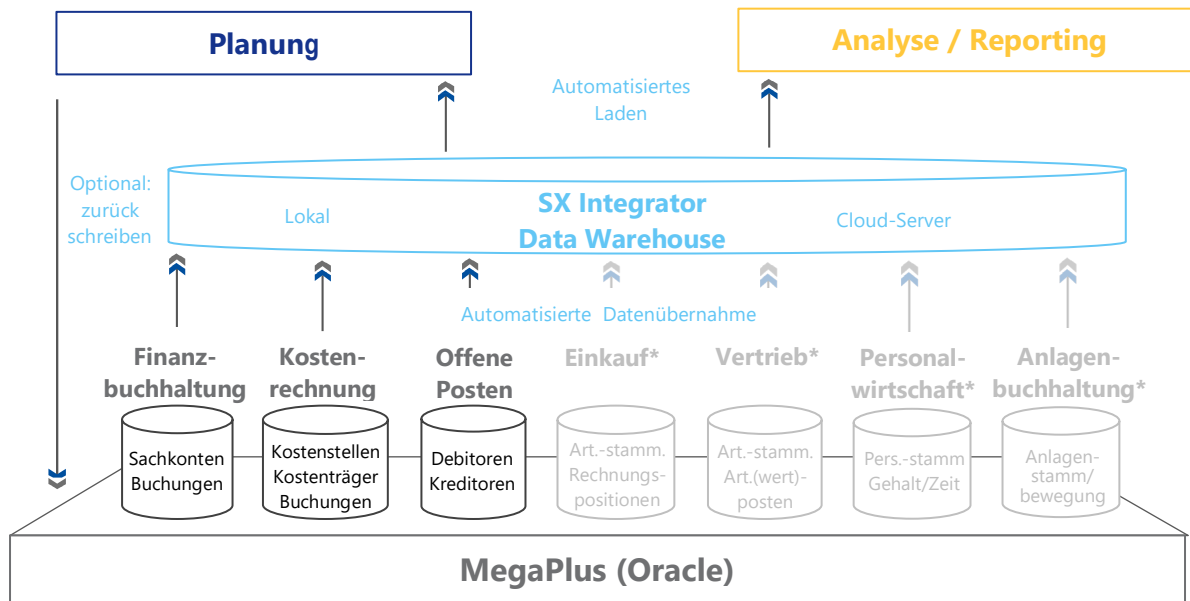 Planung
Analyse / Reporting
Automatisiertes
Laden
Optional:
zurück
schreiben
Lokal
SX Integrator
Data Warehouse
Cloud-Server
Automatisierte Datenübernahme
Finanz-
buchhaltung
Kosten-
rechnung
Offene
Posten
Einkauf*
Vertrieb*
Personal-
wirtschaft*
Anlagen-
buchhaltung*
Sachkonten
Buchungen
Kostenstellen
Kostenträger
Buchungen
Debitoren
Kreditoren
Art.-stamm.
Rechnungs-
positionen
Art.-stamm.
Art.(wert)-
posten
Pers.-stamm
Gehalt/Zeit
Anlagen-
stamm/
bewegung
MegaPlus (Oracle)